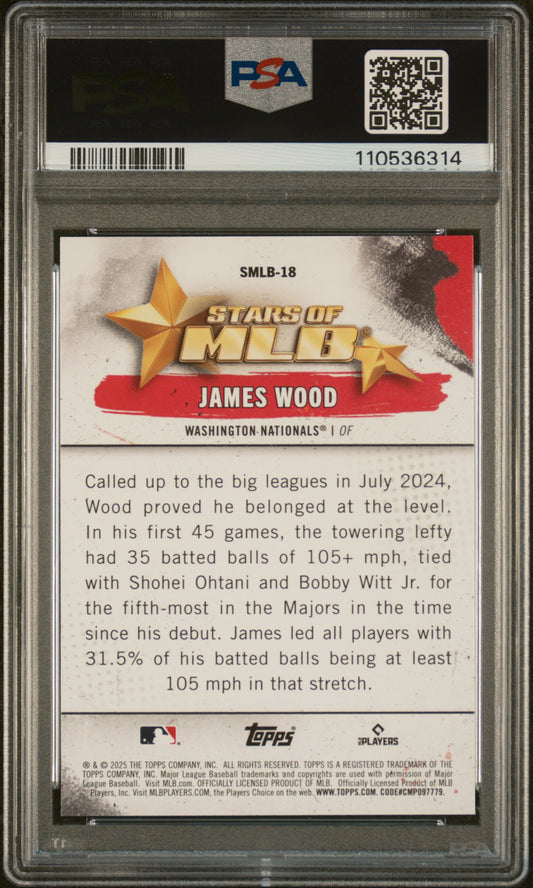 PSA
110536314
SMLB-18
STARS OF
MLB®
JAMES WOOD
WASHINGTON NATIONALS® | OF
Called up to the big leagues in July 2024,
Wood proved he belonged at the level.
In his first 45 games, the towering lefty
had 35 batted balls of 105+ mph, tied
with Shohei Ohtani and Bobby Witt Jr. for
the fifth-most in the Majors in the time
since his debut. James led all players with
31.5% of his batted balls being at least
105 mph in that stretch.
Topps
PLAYERS
® & © 2025 THE TOPPS COMPANY, INC. ALL RIGHTS RESERVED. TOPPS IS A REGISTERED TRADEMARK OF THE
TOPPS COMPANY, INC. Major League Baseball trademarks and copyrights are used with permission of Major
League Baseball. Visit MLB.com. OFFICIALLY LICENSED PRODUCT OF MLB. Officially Licensed Product of MLB
Players, Inc. Visit MLBPLAYERS.COM, the Players Choice on the web. WWW.TOPPS.COM. CODE#CMP097779.
PSA